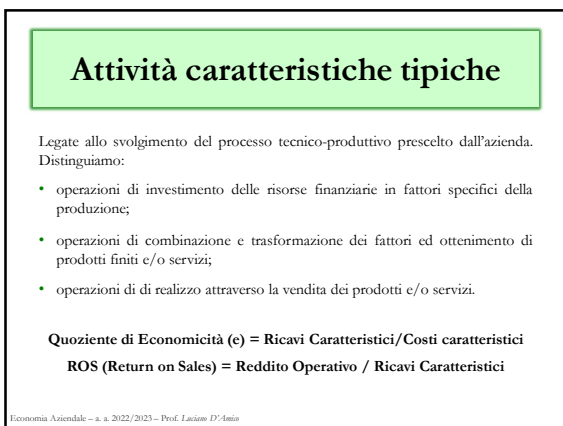 Attività caratteristiche tipiche
Legate allo svolgimento del processo tecnico-produttivo prescelto dall'azienda.
Distinguiamo:
• operazioni di investimento delle risorse finanziarie in fattori specifici della
produzione;
• operazioni di combinazione e trasformazione dei fattori ed ottenimento di
prodotti finiti e/o servizi;
• operazioni di di realizzo attraverso la vendita dei prodotti e/o servizi.
Quoziente di Economicità (e) = Ricavi Caratteristici/Costi caratteristici
ROS (Return on Sales) = Reddito Operativo / Ricavi Caratteristici
Economia Aziendale – a. a. 2022/2023 – Prof. Luciano D'Amico